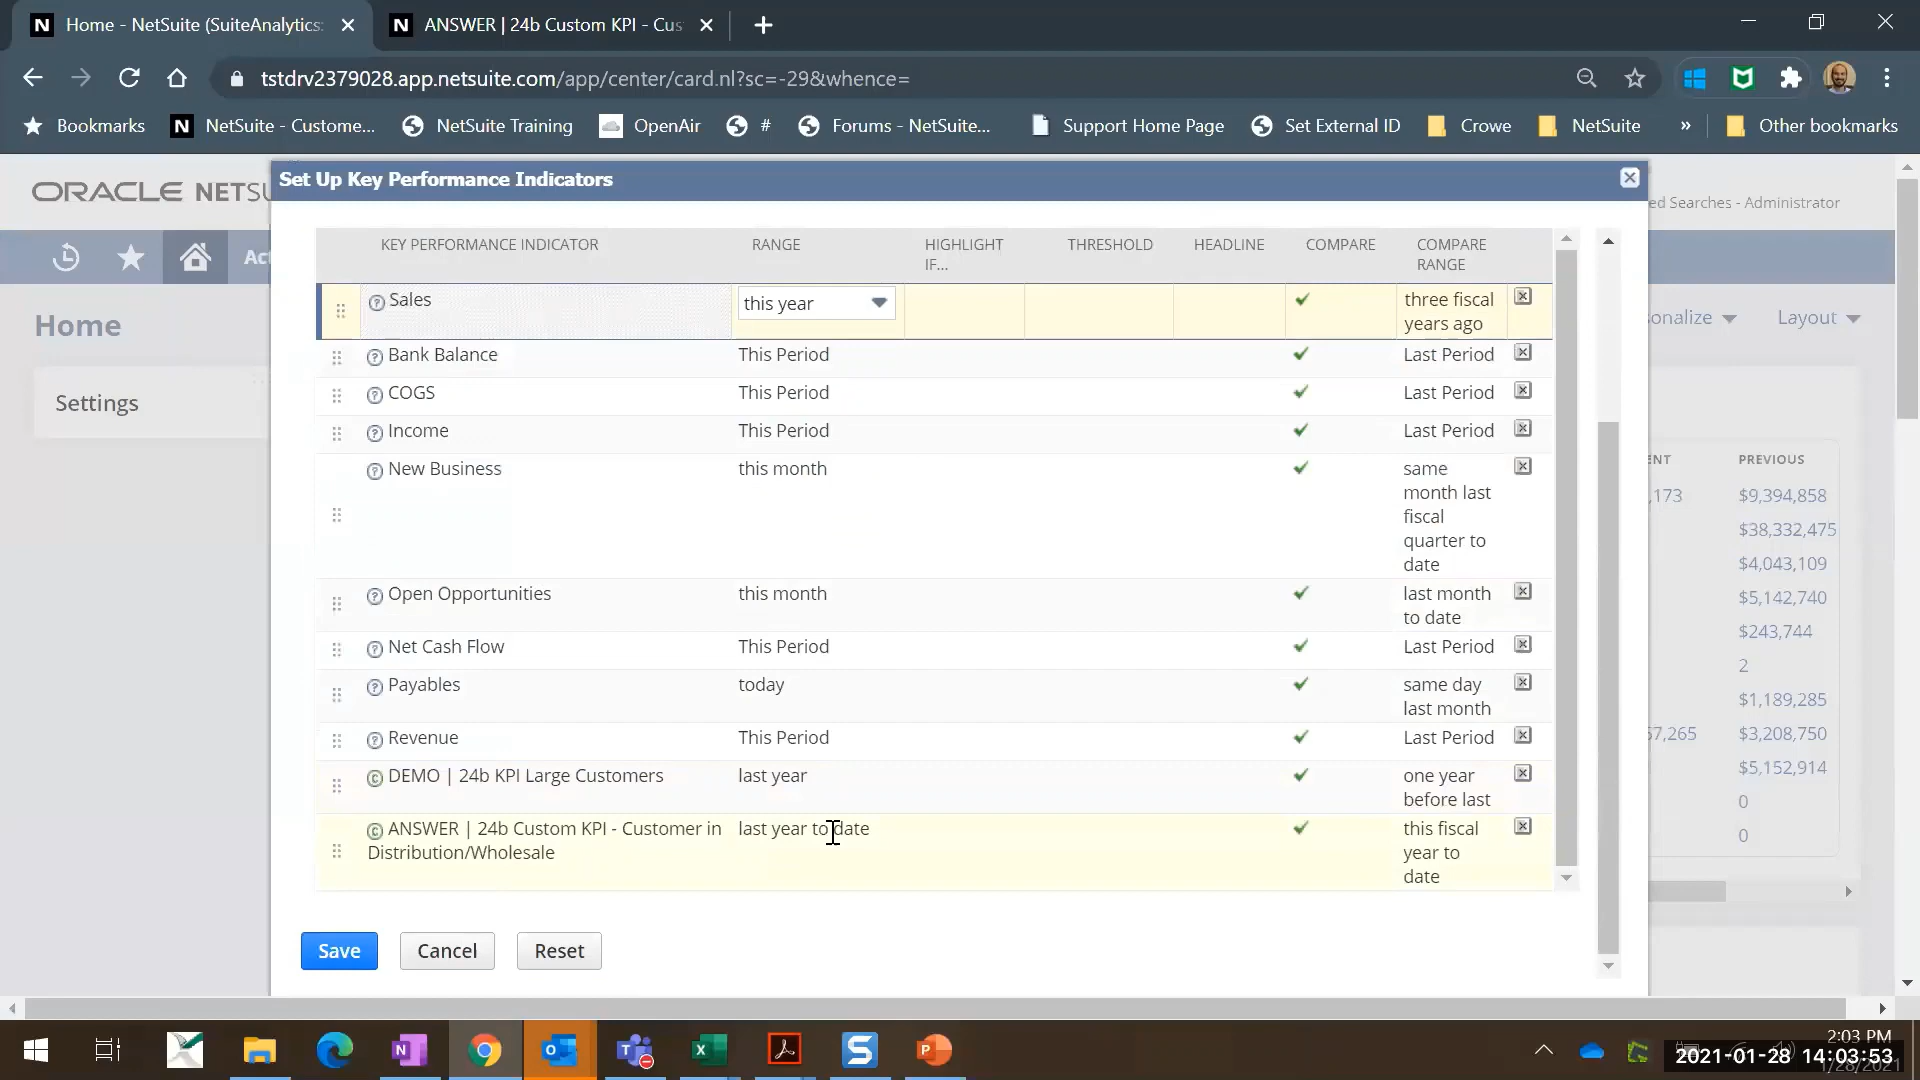 Home - NetSuite (SuiteAnalytics:
ANSWER | 24b Custom KPI - Cus
tstdrv2379028.app.netsuite.com/app/center/card.nl?sc=-29&whence=
Bookmarks
NetSuite - Custome...
NetSuite Training
OpenAir
#
Forums - NetSuite...
Support Home Page
Set External ID
Crowe
NetSuite
»
Other bookmarks
Set Up Key Performance Indicators
ORACLE NETSU
ed Searches - Administrator
KEY PERFORMANCE INDICATOR
RANGE
HIGHLIGHT
IF...
THRESHOLD
HEADLINE
COMPARE
COMPARE
RANGE
Act
Home
Settings
onalize
Layout
Sales
this year
three fiscal
years ago
Bank Balance
This Period
Last Period
COGS
This Period
Last Period
Income
This Period
Last Period
New Business
this month
same
month last
fiscal
quarter to
date
Open Opportunities
this month
last month
to date
Net Cash Flow
This Period
Last Period
Payables
today
same day
last month
Revenue
This Period
Last Period
DEMO | 24b KPI Large Customers
last year
one year
before last
ANSWER | 24b Custom KPI - Customer in
Distribution/Wholesale
last year to date
this fiscal
year to
date
ENT
PREVIOUS
,173
$9,394,858
$38,332,475
$4,043,109
$5,142,740
$243,744
2
$1,189,285
57,265
$3,208,750
$5,152,914
0
0
Save
Cancel
Reset
2:03 PM
2021-01-28 14:03:53